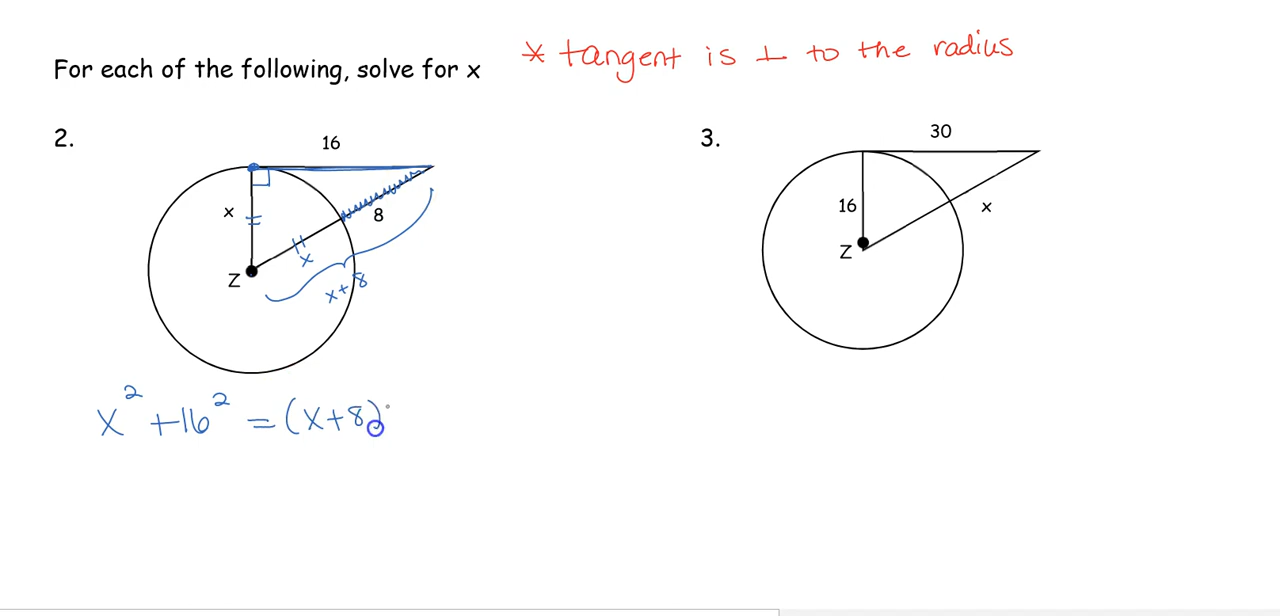 For each of the following, solve for x
* tangent is ⊥ to the radius
2.
16
x
8
x
Z
x + 8
x² + 16² = (x+8)
3.
30
16
x
Z